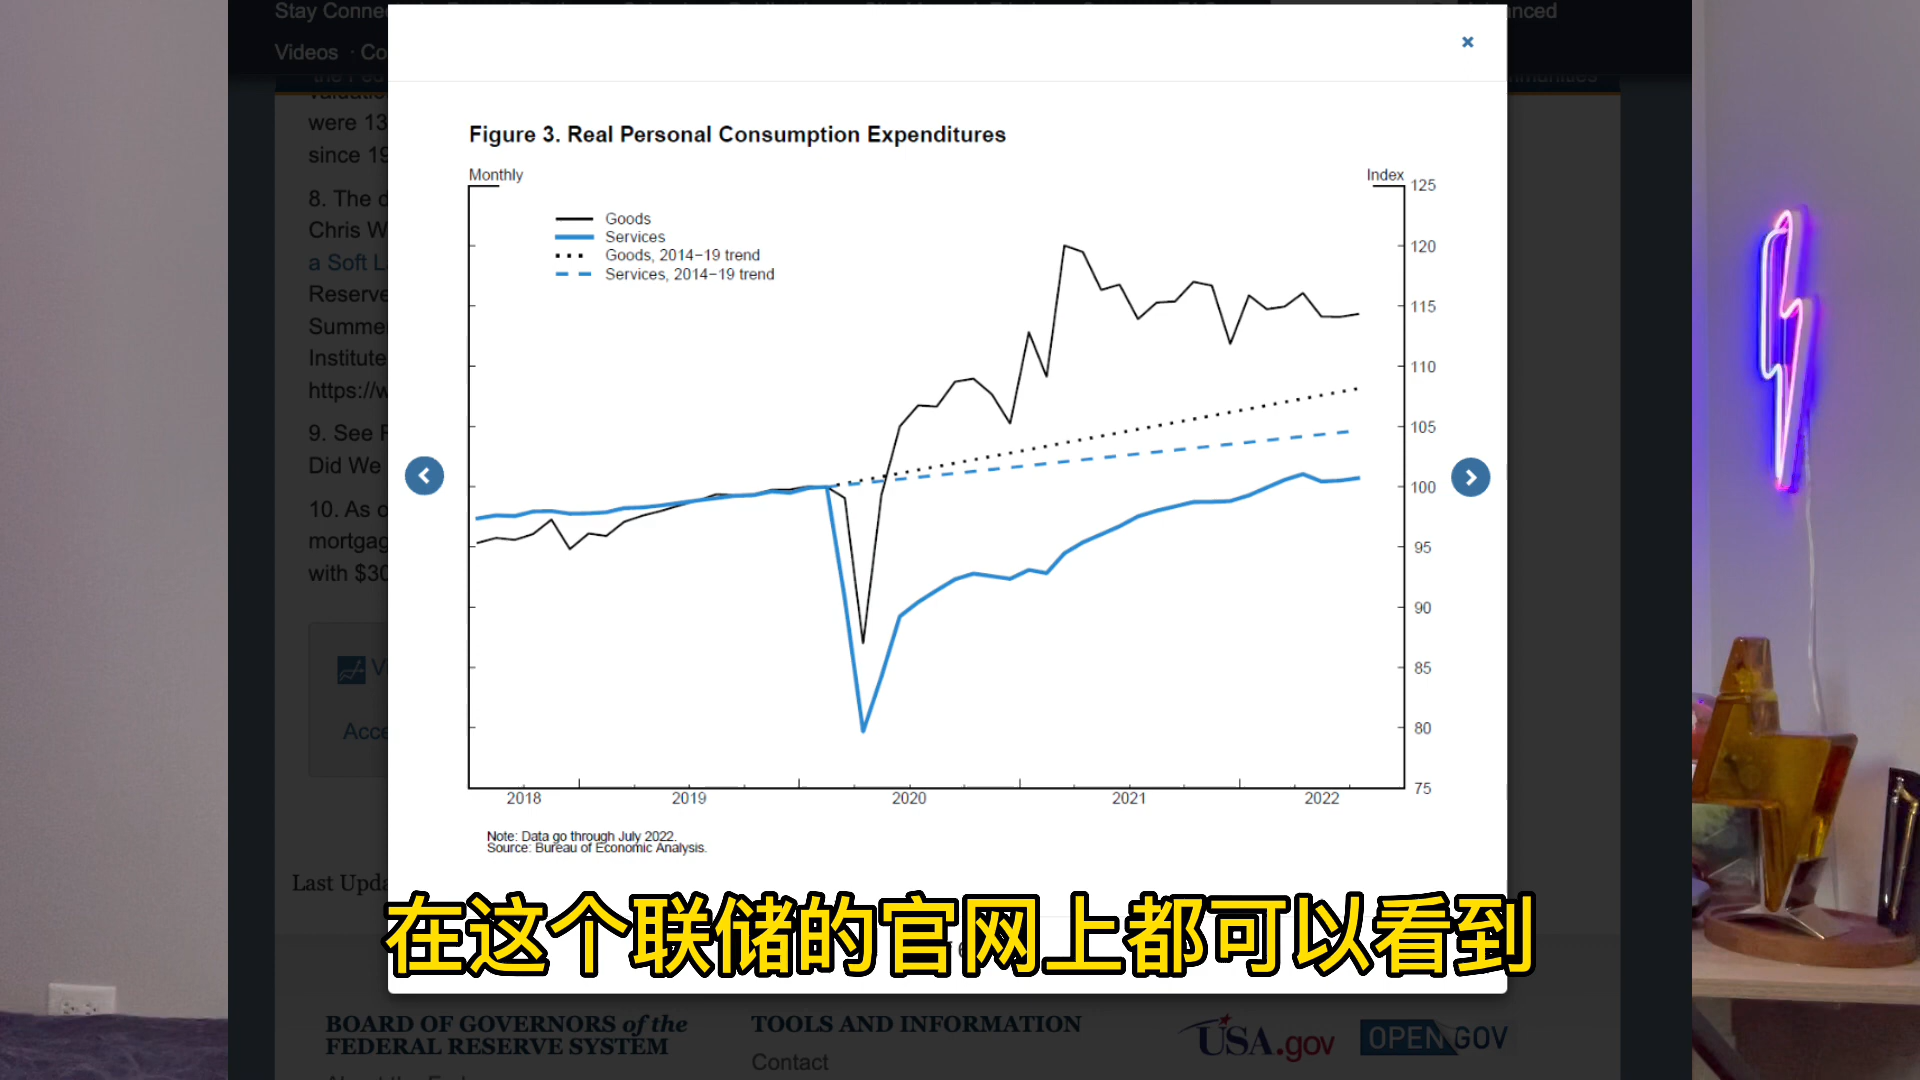 Stay Conne
Videos · Co
were 13
since 19
8. The d
Chris W
a Soft L
Reserve
Summe
Institute
https://w
9. See F
Did We
10. As c
mortgag
with $30
Acce
Last Upda
Figure 3. Real Personal Consumption Expenditures
Monthly
Index
Goods
Services
Goods, 2014−19 trend
Services, 2014−19 trend
125
120
115
110
105
100
95
90
85
80
75
2018
2019
2020
2021
2022
Note: Data go through July 2022.
Source: Bureau of Economic Analysis.
在这个联储的官网上都可以看到
BOARD OF GOVERNORS of the
FEDERAL RESERVE SYSTEM
TOOLS AND INFORMATION
Contact
USA.gov
OPEN GOV